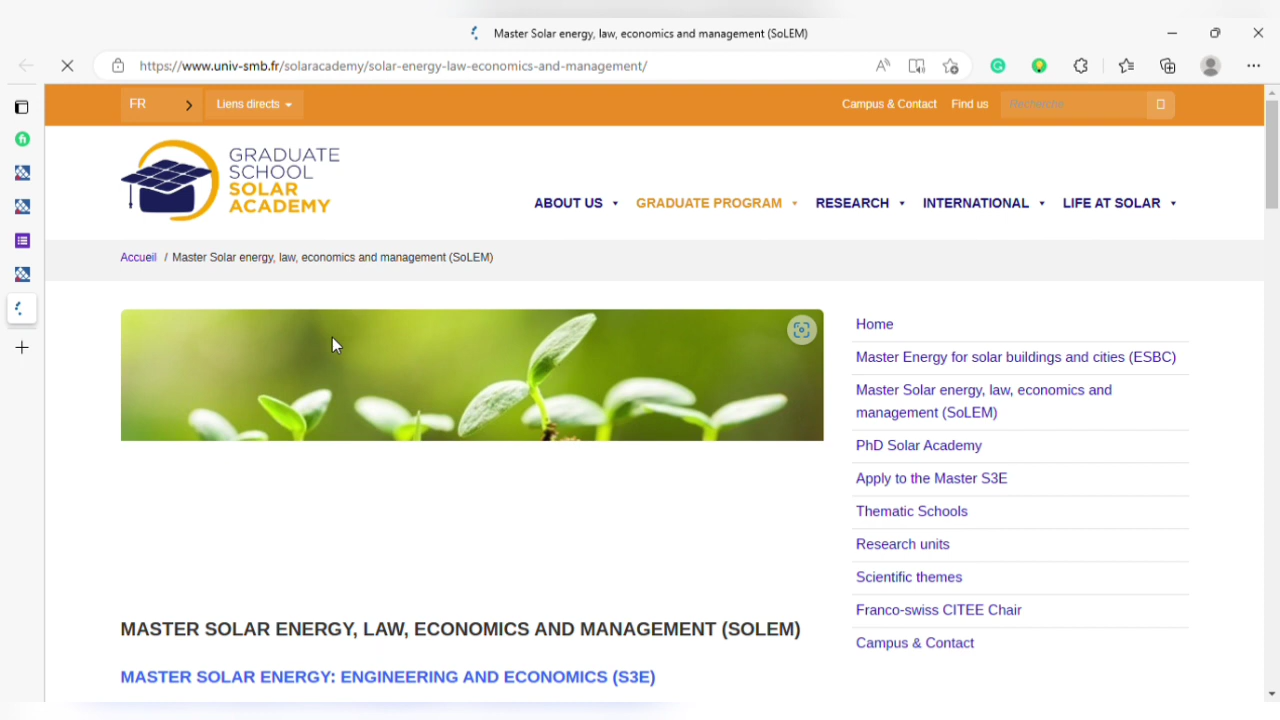 Master Solar energy, law, economics and management (SoLEM)
https://www.univ-smb.fr/solaracademy/solar-energy-law-economics-and-management/
FR
Liens directs
Campus & Contact
Find us
Recherche
GRADUATE
SCHOOL
SOLAR
ACADEMY
ABOUT US
GRADUATE PROGRAM
RESEARCH
INTERNATIONAL
LIFE AT SOLAR
Accueil / Master Solar energy, law, economics and management (SoLEM)
Home
Master Energy for solar buildings and cities (ESBC)
Master Solar energy, law, economics and
management (SoLEM)
PhD Solar Academy
Apply to the Master S3E
Thematic Schools
Research units
Scientific themes
Franco-swiss CITEE Chair
Campus & Contact
MASTER SOLAR ENERGY, LAW, ECONOMICS AND MANAGEMENT (SOLEM)
MASTER SOLAR ENERGY: ENGINEERING AND ECONOMICS (S3E)